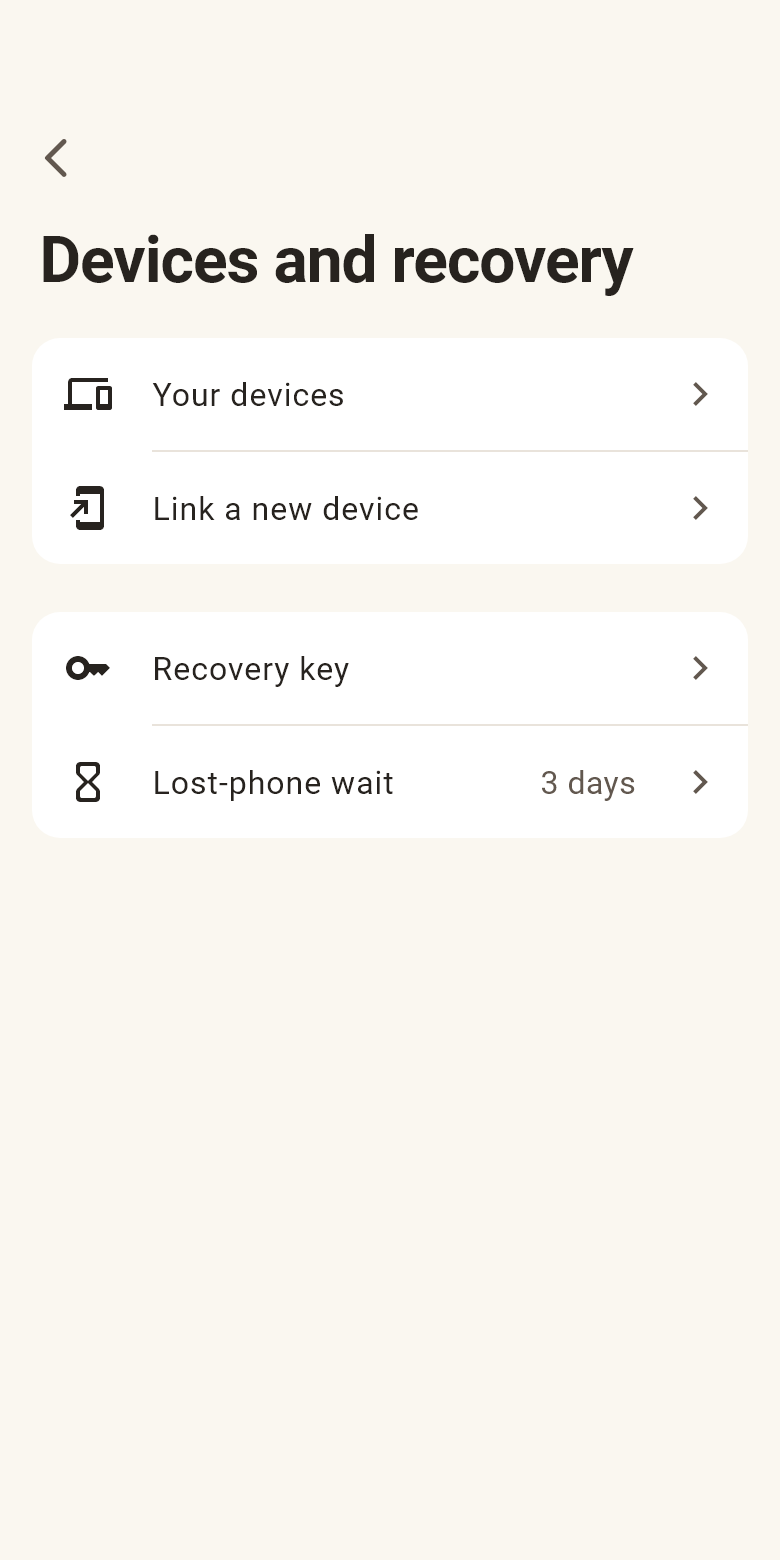 Devices and recovery
Your devices
Link a new device
Recovery key
Lost-phone wait 3 days